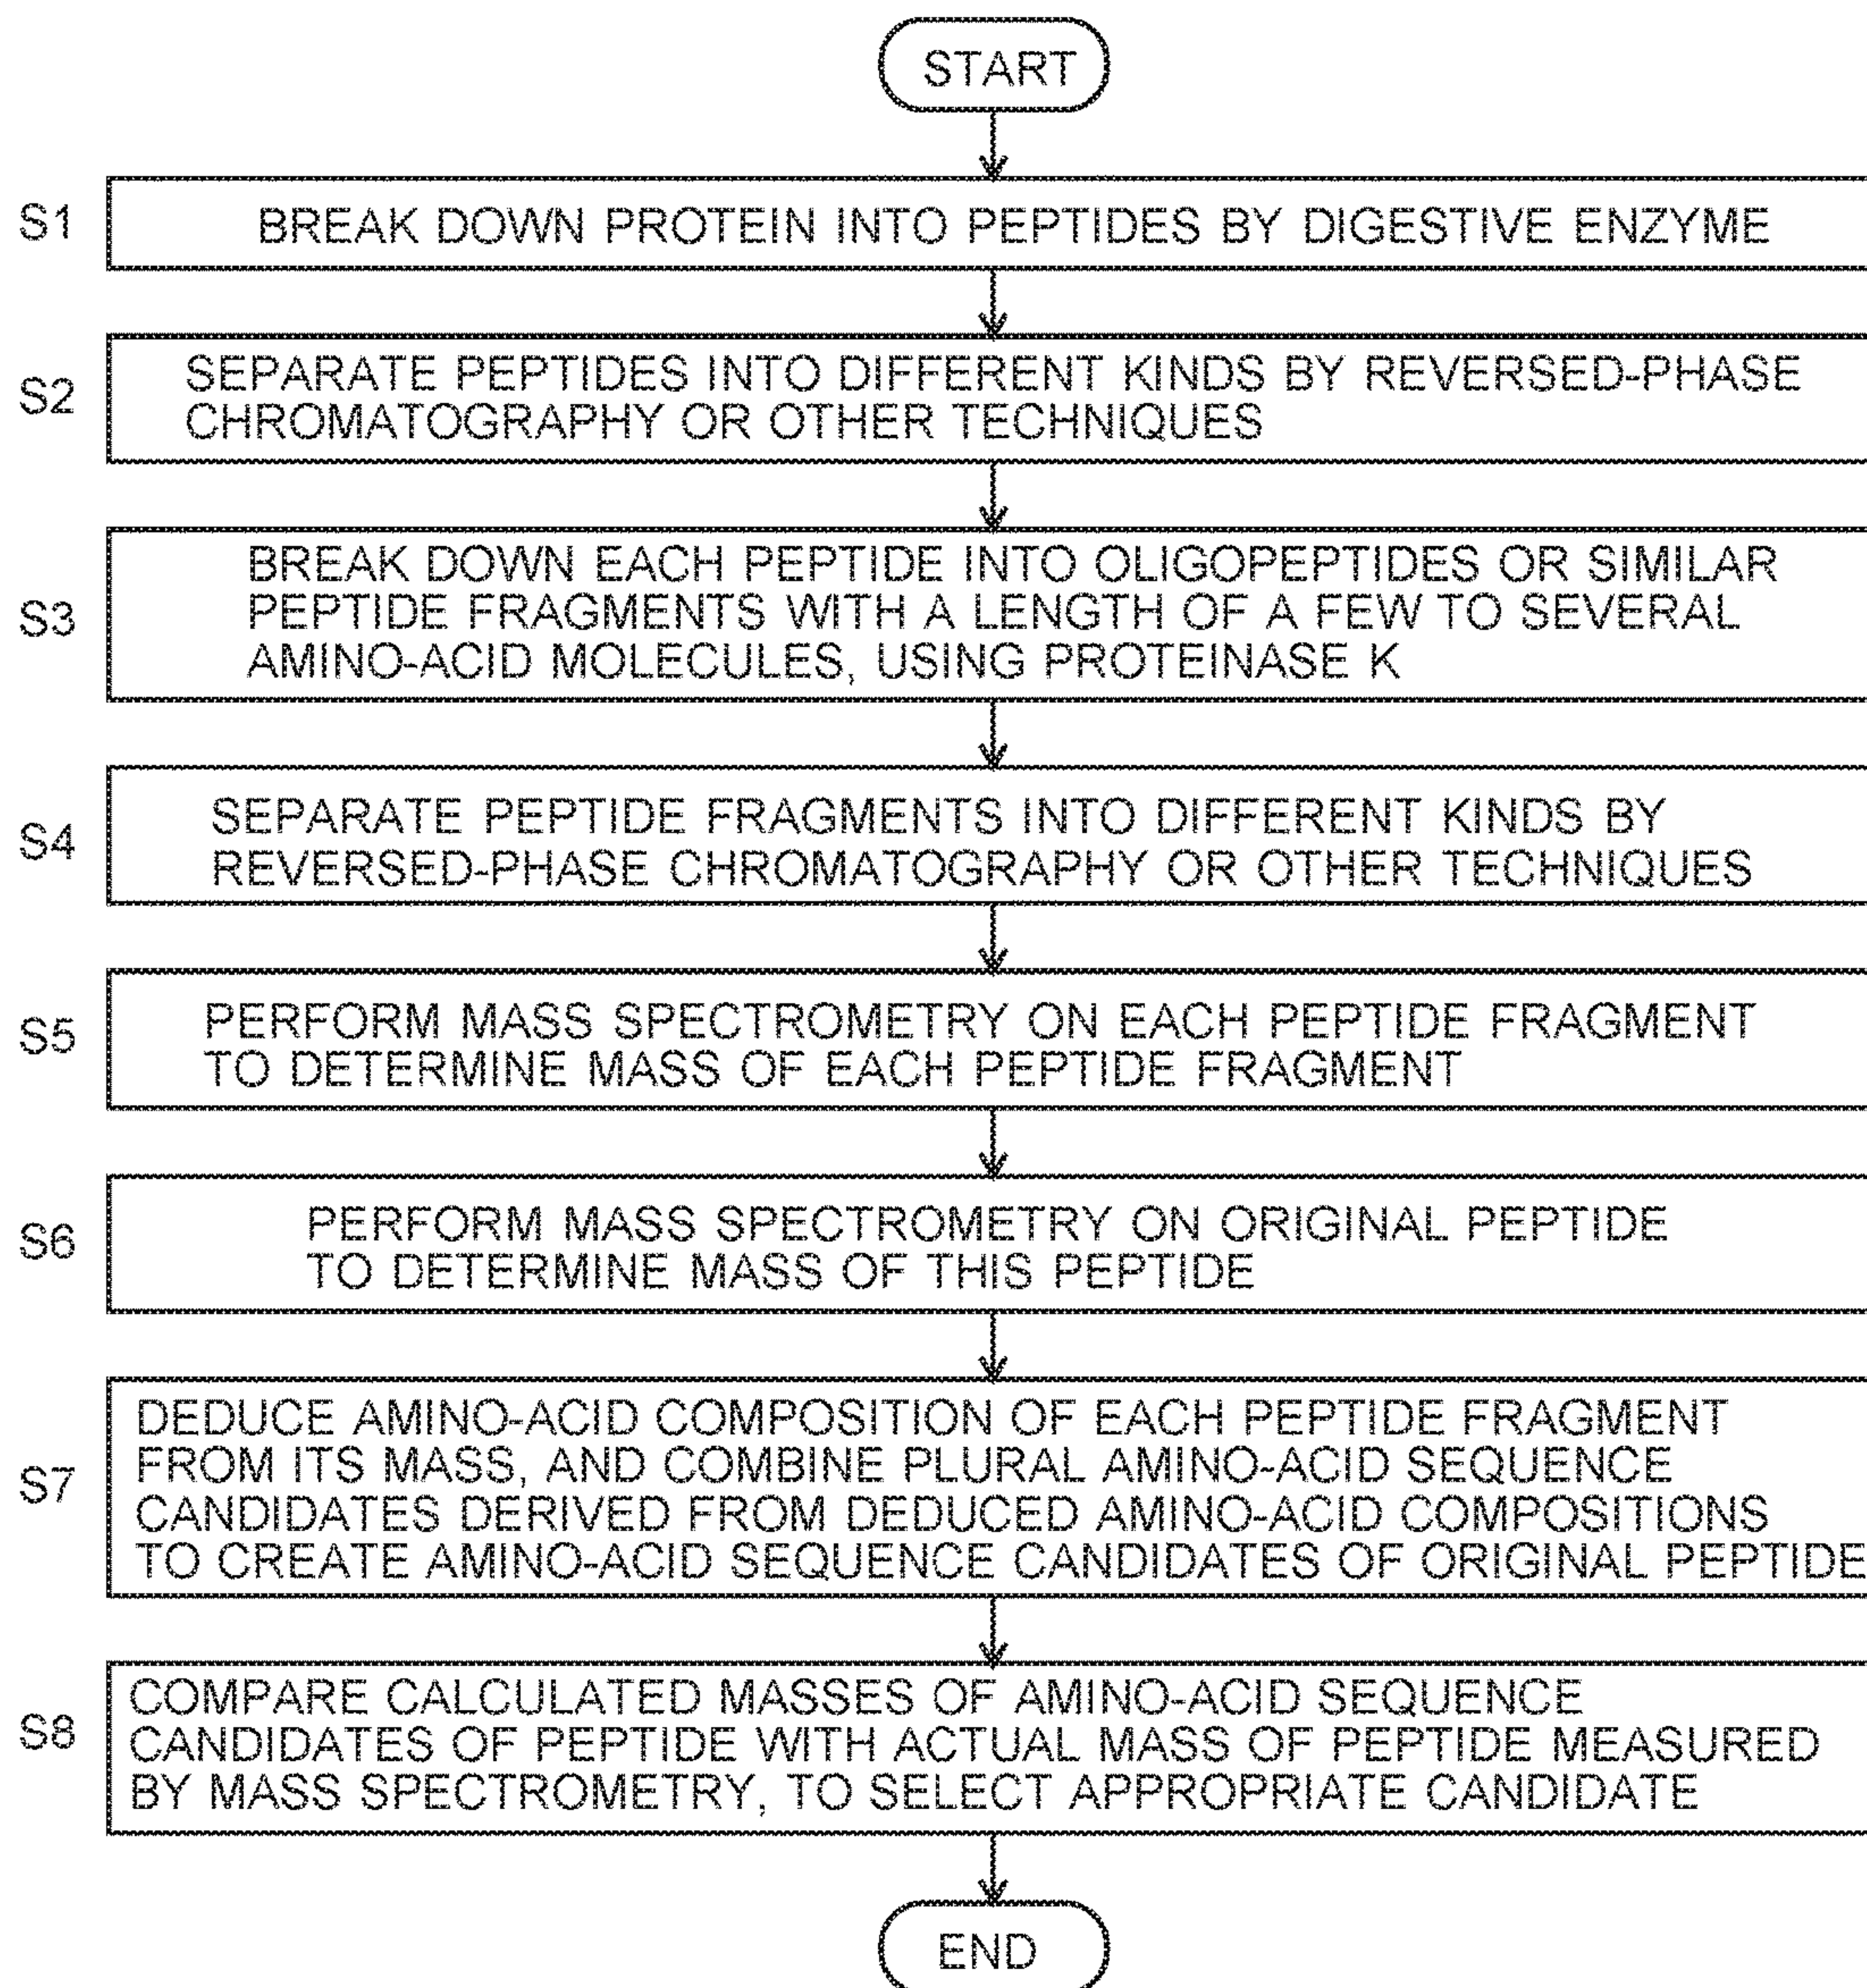 START
S1
BREAK DOWN PROTEIN INTO PEPTIDES BY DIGESTIVE ENZYME
S2
SEPARATE PEPTIDES INTO DIFFERENT KINDS BY REVERSED-PHASE
CHROMATOGRAPHY OR OTHER TECHNIQUES
S3
BREAK DOWN EACH PEPTIDE INTO OLIGOPEPTIDES OR SIMILAR
PEPTIDE FRAGMENTS WITH A LENGTH OF A FEW TO SEVERAL
AMINO-ACID MOLECULES, USING PROTEINASE K
S4
SEPARATE PEPTIDE FRAGMENTS INTO DIFFERENT KINDS BY
REVERSED-PHASE CHROMATOGRAPHY OR OTHER TECHNIQUES
S5
PERFORM MASS SPECTROMETRY ON EACH PEPTIDE FRAGMENT
TO DETERMINE MASS OF EACH PEPTIDE FRAGMENT
S6
PERFORM MASS SPECTROMETRY ON ORIGINAL PEPTIDE
TO DETERMINE MASS OF THIS PEPTIDE
S7
DEDUCE AMINO-ACID COMPOSITION OF EACH PEPTIDE FRAGMENT
FROM ITS MASS, AND COMBINE PLURAL AMINO-ACID SEQUENCE
CANDIDATES DERIVED FROM DEDUCED AMINO-ACID COMPOSITIONS
TO CREATE AMINO-ACID SEQUENCE CANDIDATES OF ORIGINAL PEPTIDE
S8
COMPARE CALCULATED MASSES OF AMINO-ACID SEQUENCE
CANDIDATES OF PEPTIDE WITH ACTUAL MASS OF PEPTIDE MEASURED
BY MASS SPECTROMETRY, TO SELECT APPROPRIATE CANDIDATE
END